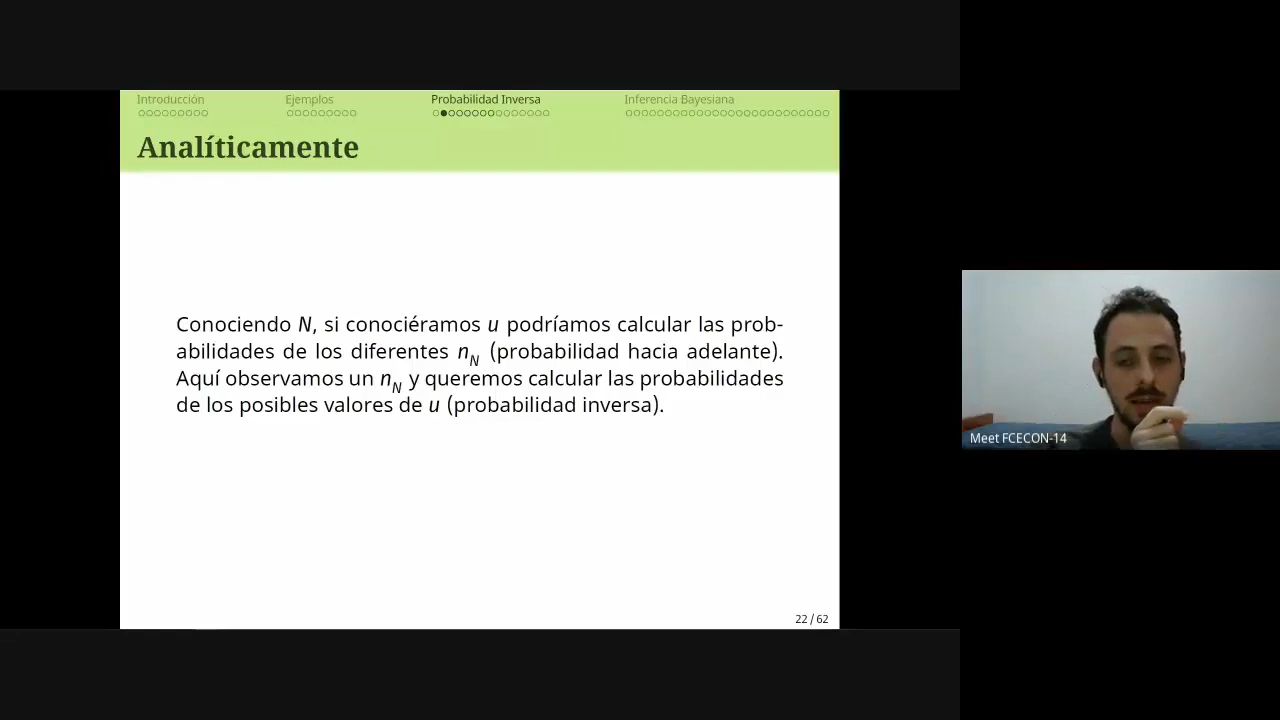 Introducción Ejemplos Probabilidad Inversa Inferencia Bayesiana
Analíticamente
Conociendo N, si conociéramos u podríamos calcular las prob-
abilidades de los diferentes n_N (probabilidad hacia adelante).
Aquí observamos un n_N y queremos calcular las probabilidades
de los posibles valores de u (probabilidad inversa).
22 / 62
Meet FCECON-14